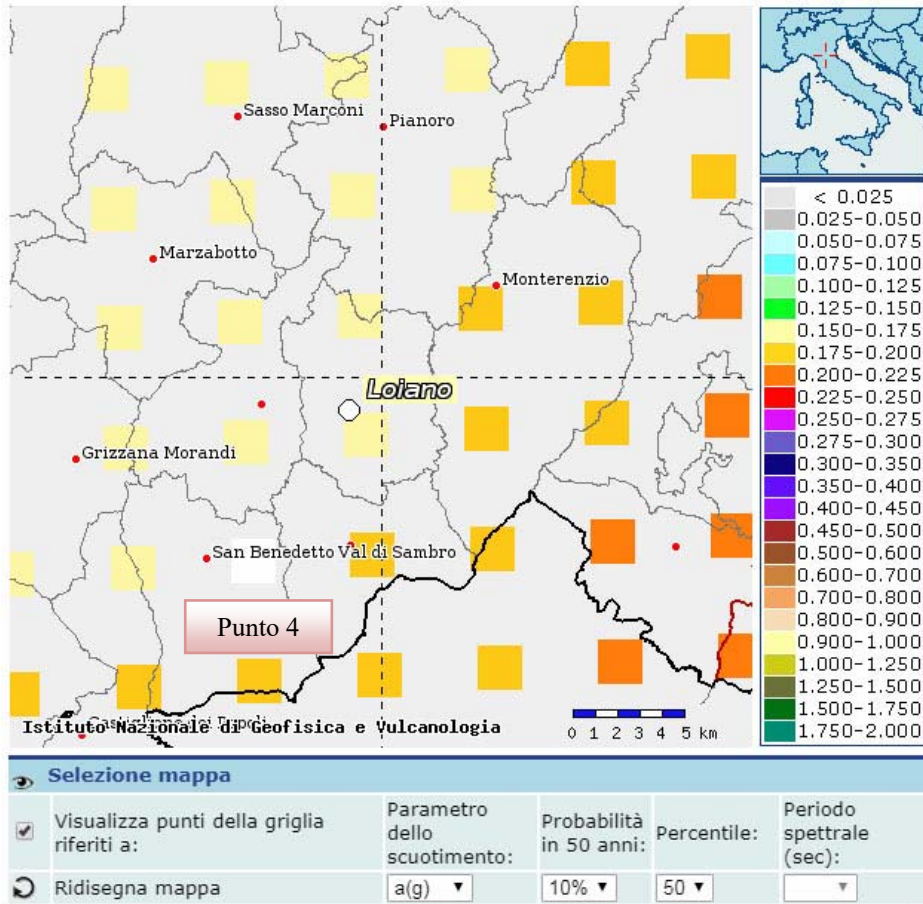 Sasso Marconi
Pianoro
Marzabotto
Monterenzio
Loiano
Grizzana Morandi
San Benedetto Val di Sambro
Punto 4
Castiglione dei Pepoli
Istituto Nazionale di Geofisica e Vulcanologia
0 1 2 3 4 5 km
< 0.025
0.025-0.050
0.050-0.075
0.075-0.100
0.100-0.125
0.125-0.150
0.150-0.175
0.175-0.200
0.200-0.225
0.225-0.250
0.250-0.275
0.275-0.300
0.300-0.350
0.350-0.400
0.400-0.450
0.450-0.500
0.500-0.600
0.600-0.700
0.700-0.800
0.800-0.900
0.900-1.000
1.000-1.250
1.250-1.500
1.500-1.750
1.750-2.000
Selezione mappa
Visualizza punti della griglia
riferiti a:
Parametro
dello
scuotimento:
Probabilità
in 50 anni:
Percentile:
Periodo
spettrale
(sec):
Ridisegna mappa
a(g)
10%
50